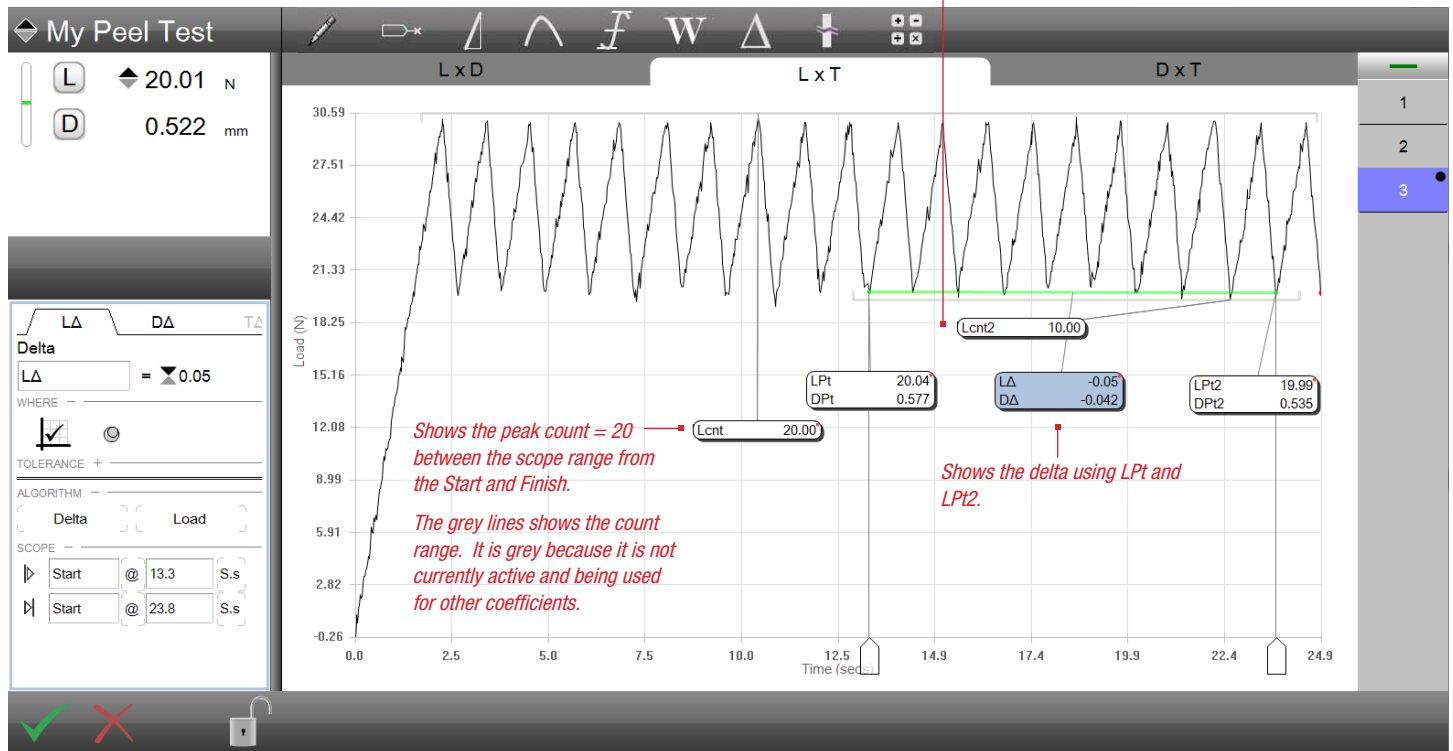 My Peel Test
W
L 20.01 N
D 0.522 mm
L x D
L x T
D x T
1
2
3
LΔ
DΔ
TΔ
Delta
LΔ = 0.05
WHERE
TOLERANCE +
ALGORITHM
Delta
Load
SCOPE
Start @ 13.3 S.s
Start @ 23.8 S.s
Load (N)
30.59
27.51
24.42
21.33
18.25
15.16
12.08
8.99
5.91
2.82
-0.26
0.0
2.5
5.0
7.5
10.0
12.5
14.9
17.4
19.9
22.4
24.9
Time (secs)
Lcnt2 10.00
LPt 20.04
DPt 0.577
LΔ -0.05
DΔ -0.042
LPt2 19.99
DPt2 0.535
Lcnt 20.00
Shows the peak count = 20
between the scope range from
the Start and Finish.
The grey lines shows the count
range. It is grey because it is not
currently active and being used
for other coefficients.
Shows the delta using LPt and
LPt2.